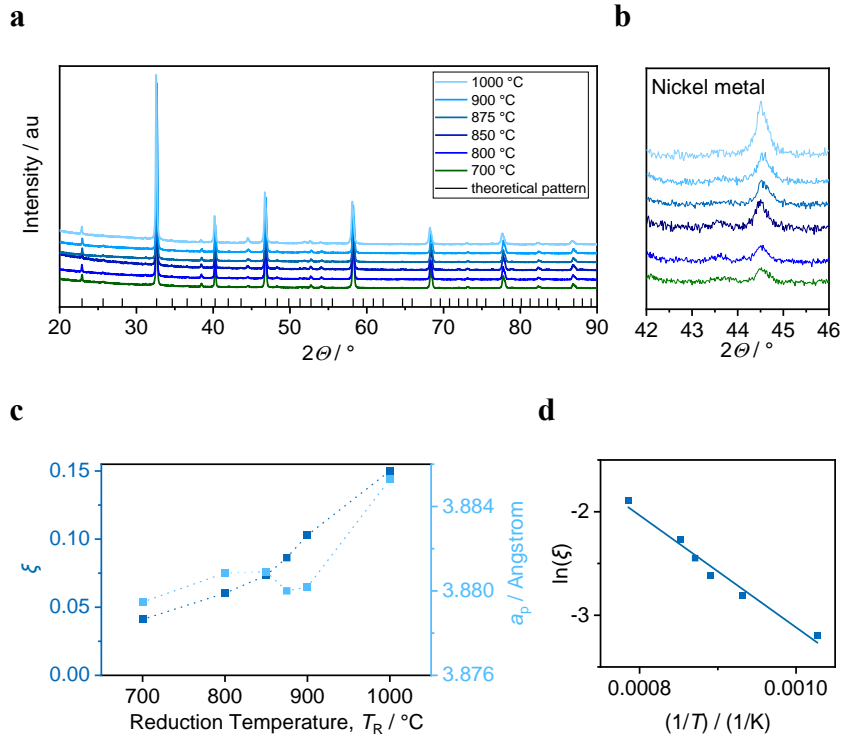 a
Intensity / au
1000 °C
900 °C
875 °C
850 °C
800 °C
700 °C
theoretical pattern
20 30 40 50 60 70 80 90
2Θ / °
b
Nickel metal
42 43 44 45 46
2Θ / °
c
0.15
0.10
0.05
0.00
ξ
3.884
3.880
3.876
a_p / Angstrom
700 800 900 1000
Reduction Temperature, T_R / °C
d
-2
-3
ln(ξ)
0.0008 0.0010
(1/T) / (1/K)